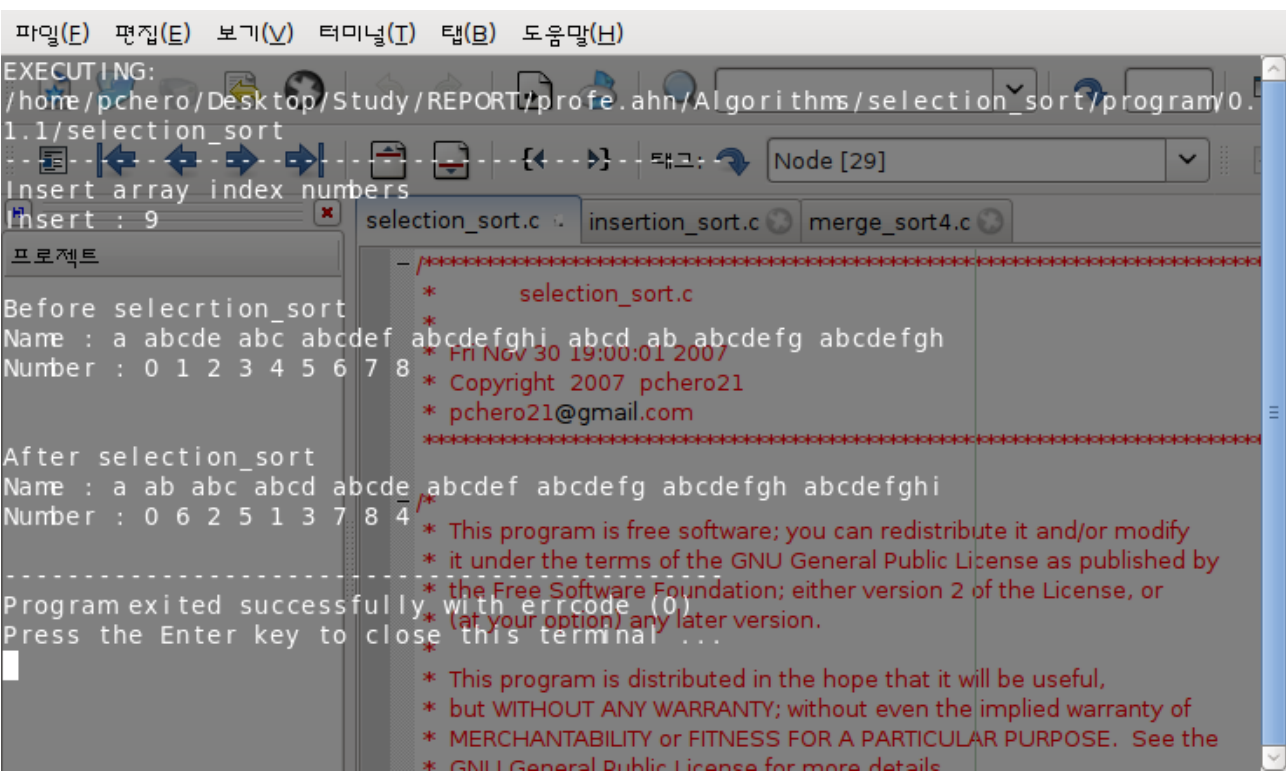 파일(F) 편집(E) 보기(V) 터미널(T) 탭(B) 도움말(H)
EXECUTING:
/home/pchero/Desktop/Study/REPORT/profe.ahn/Algorithms/selection_sort/program/0.
1.1/selection_sort
----------------------------------------------
Insert array index numbers
Insert : 9
Before selecrtion_sort
Name : a abcde abc abcdef abcdefghi abcd ab abcdefg abcdefgh
Number : 0 1 2 3 4 5 6 7 8
After selection_sort
Name : a ab abc abcd abcde abcdef abcdefg abcdefgh abcdefghi
Number : 0 6 2 5 1 3 7 8 4
----------------------------------------------
Program exited successfully with errcode (0)
Press the Enter key to close this terminal ...
태그:
Node [29]
프로젝트
selection_sort.c
insertion_sort.c
merge_sort4.c
/***************************************************************************
* selection_sort.c
*
* Fri Nov 30 19:00:01 2007
* Copyright 2007 pchero21
* pchero21@gmail.com
****************************************************************************
/*
* This program is free software; you can redistribute it and/or modify
* it under the terms of the GNU General Public License as published by
* the Free Software Foundation; either version 2 of the License, or
* (at your option) any later version.
*
* This program is distributed in the hope that it will be useful,
* but WITHOUT ANY WARRANTY; without even the implied warranty of
* MERCHANTABILITY or FITNESS FOR A PARTICULAR PURPOSE. See the
* GNU General Public License for more details